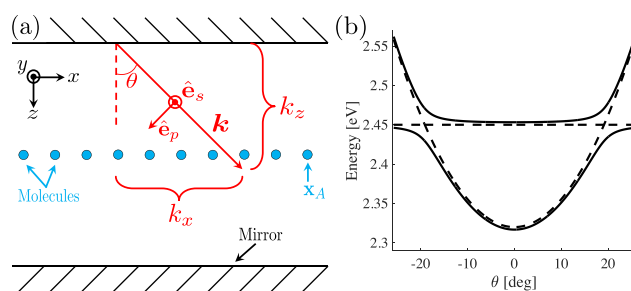 (a)
y
x
z
θ
ê_s
ê_p
k
k_z
Molecules
k_x
x_A
Mirror
(b)
Energy [eV]
2.55
2.5
2.45
2.4
2.35
2.3
-20
-10
0
10
20
θ [deg]